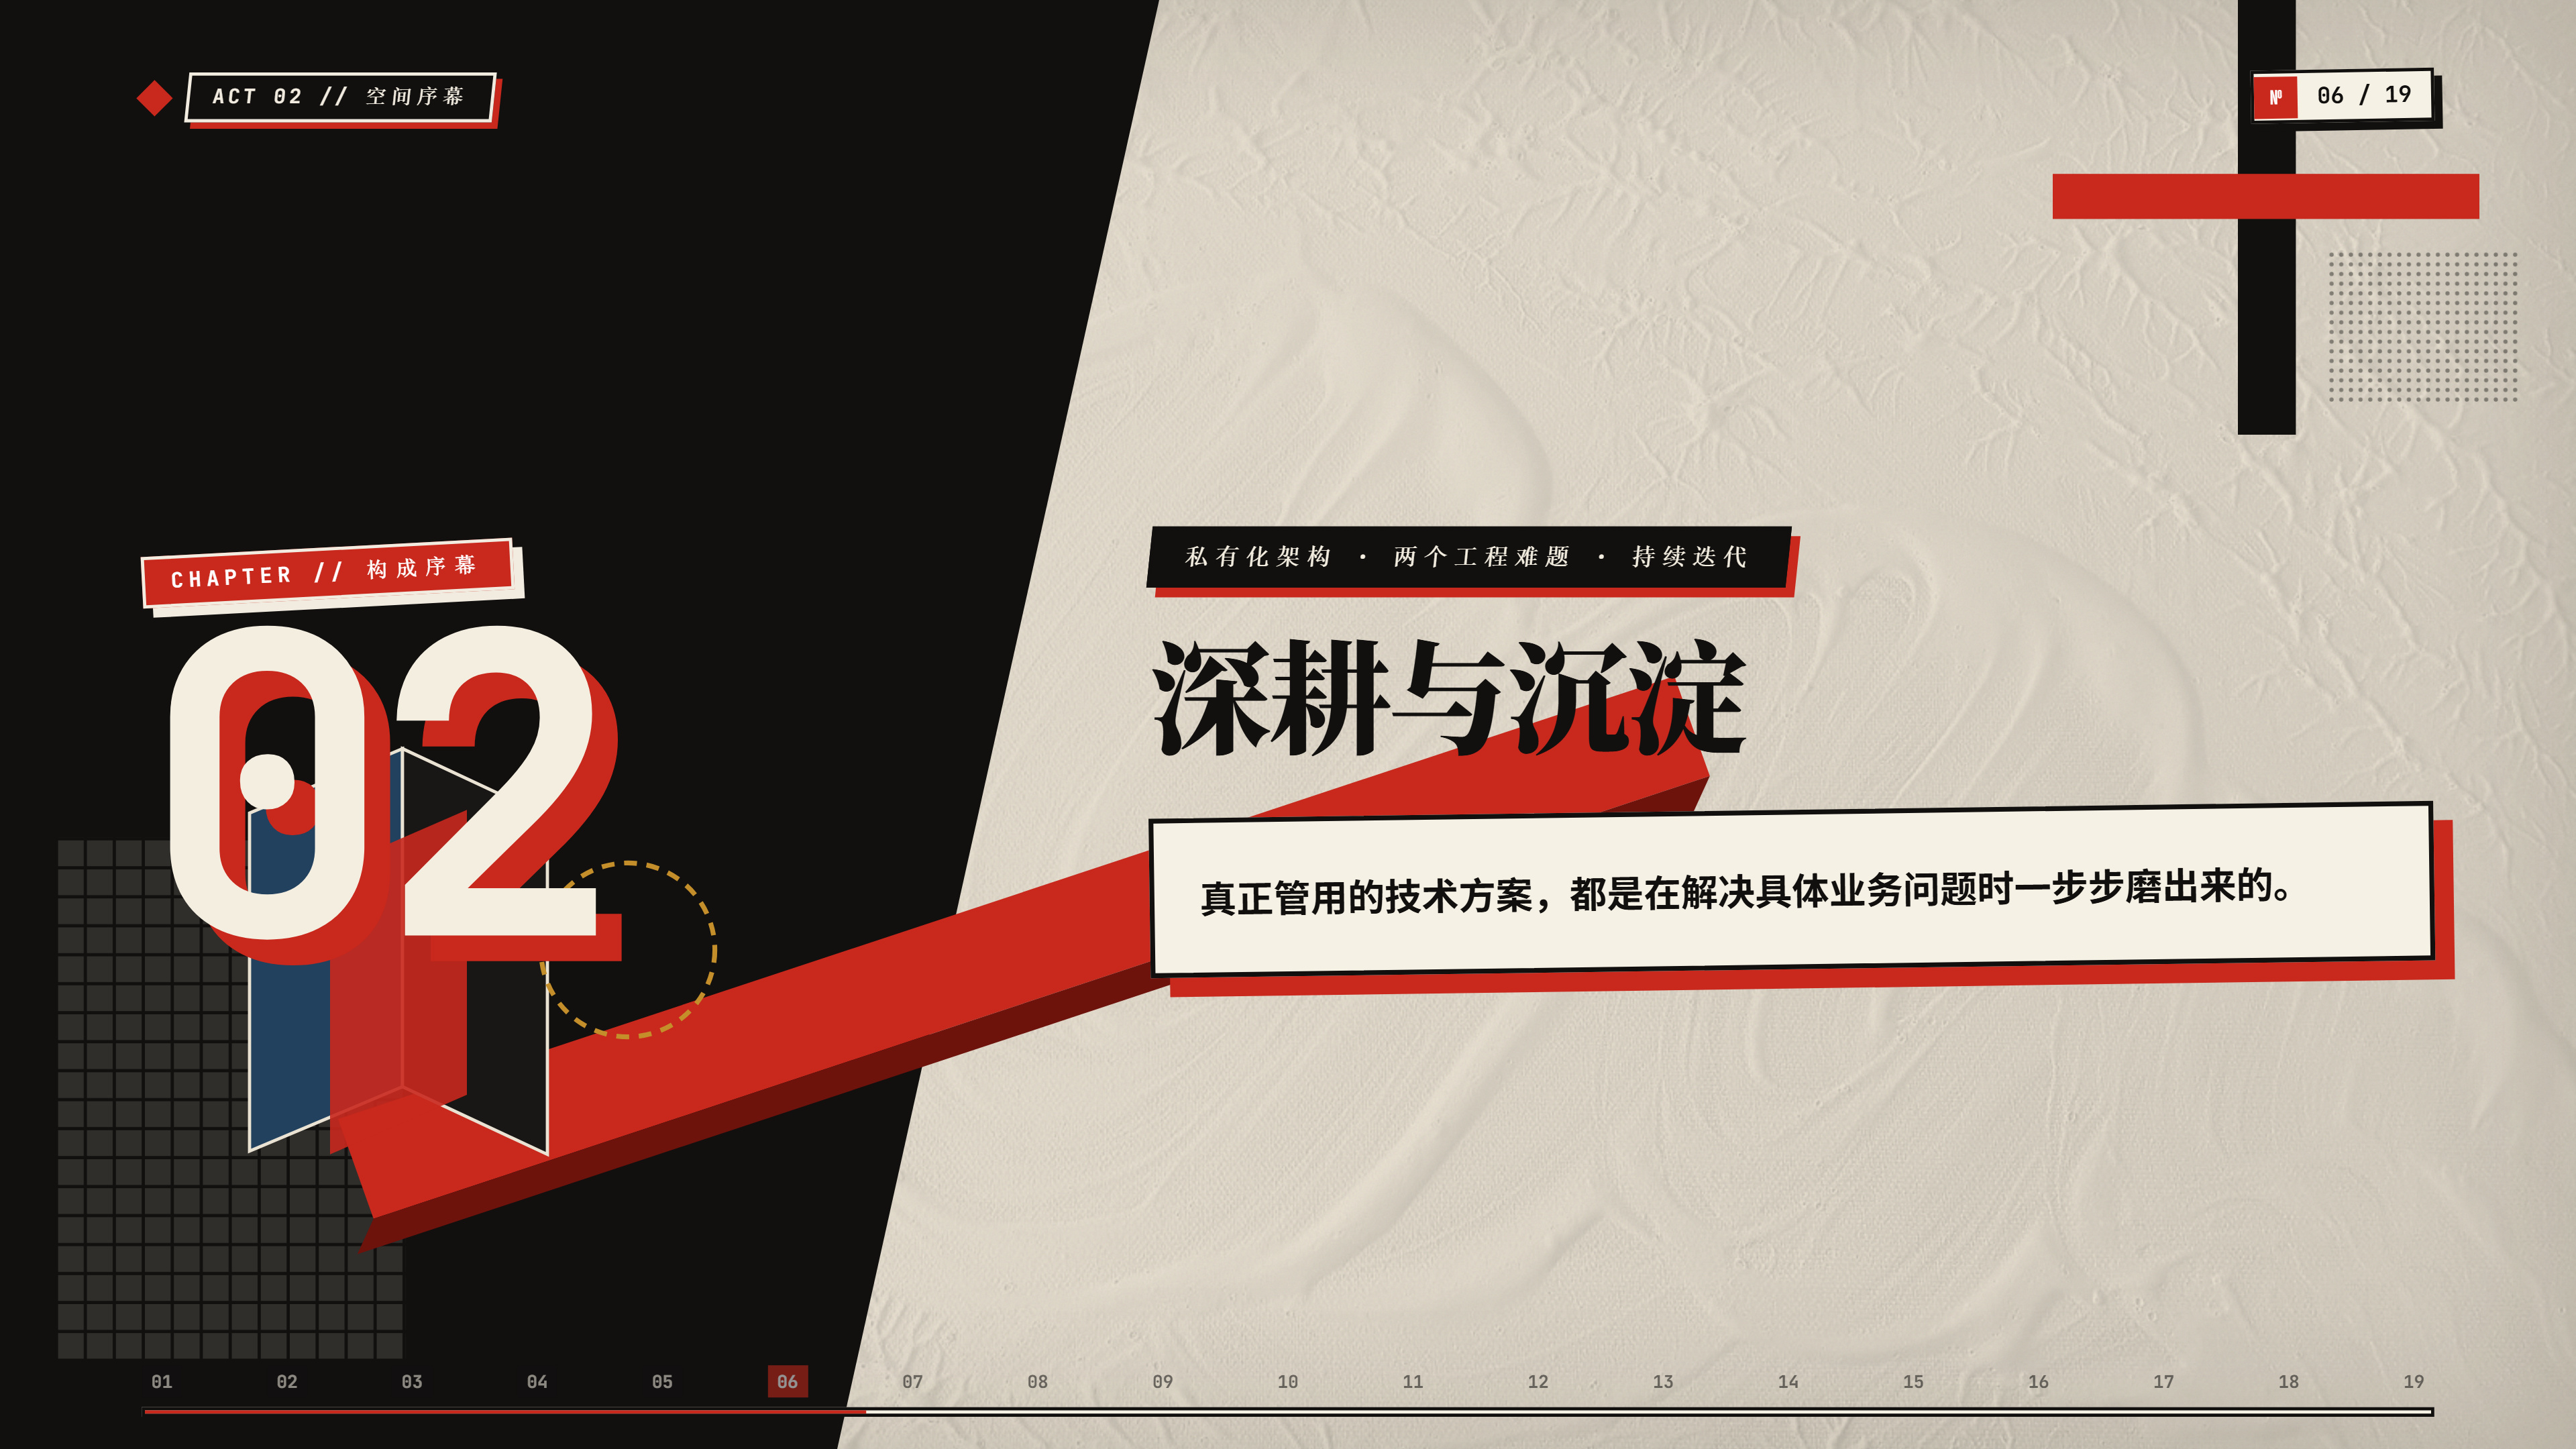 ACT 02 // 空间序幕
Nº 06 / 19
CHAPTER // 构成序幕
02
私有化架构 · 两个工程难题 · 持续迭代
深耕与沉淀
真正管用的技术方案，都是在解决具体业务问题时一步步磨出来的。
01 02 03 04 05 06 07 08 09 10 11 12 13 14 15 16 17 18 19